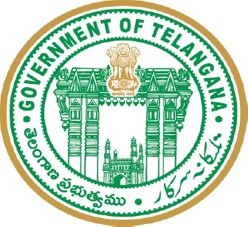 GOVERNMENT OF TELANGANA
తెలంగాణ ప్రభుత్వము
تلنگانہ سرکار